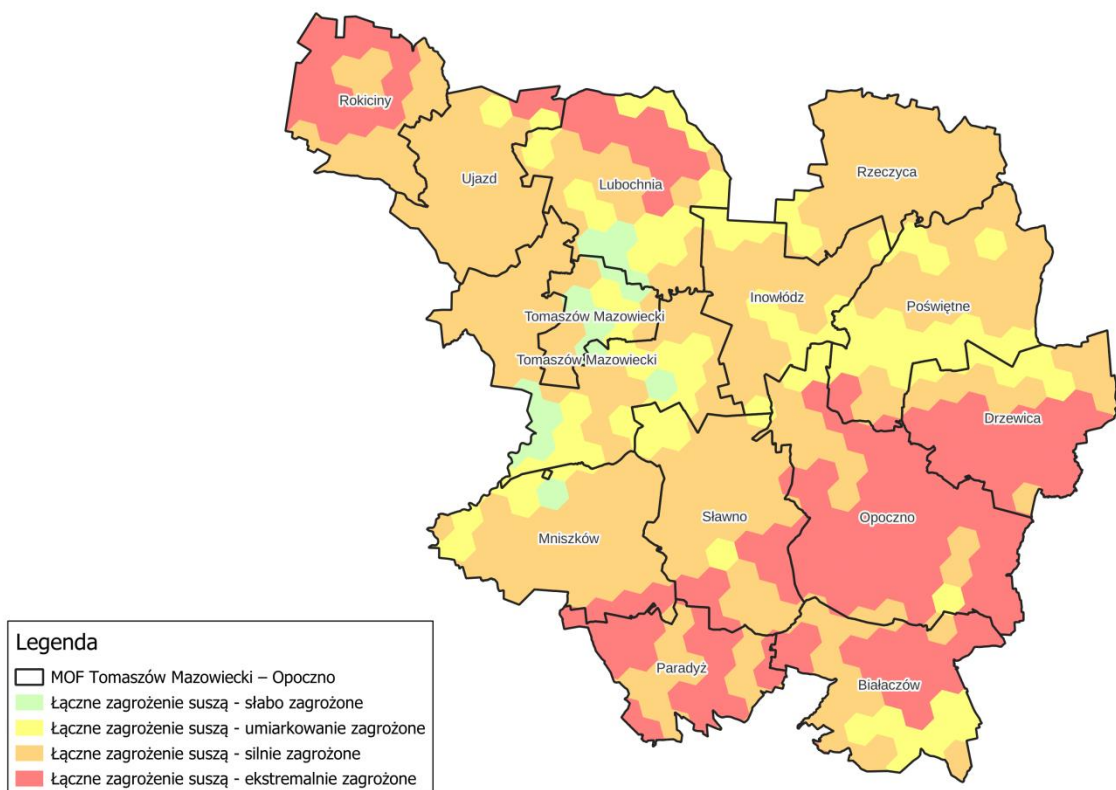 Rokiciny
Ujazd
Lubochnia
Rzeczyca
Inowłódz
Poświętne
Tomaszów Mazowiecki
Tomaszów Mazowiecki
Drzewica
Sławno
Opoczno
Mniszków
Paradyż
Białaczów
Legenda
MOF Tomaszów Mazowiecki – Opoczno
Łączne zagrożenie suszą - słabo zagrożone
Łączne zagrożenie suszą - umiarkowanie zagrożone
Łączne zagrożenie suszą - silnie zagrożone
Łączne zagrożenie suszą - ekstremalnie zagrożone